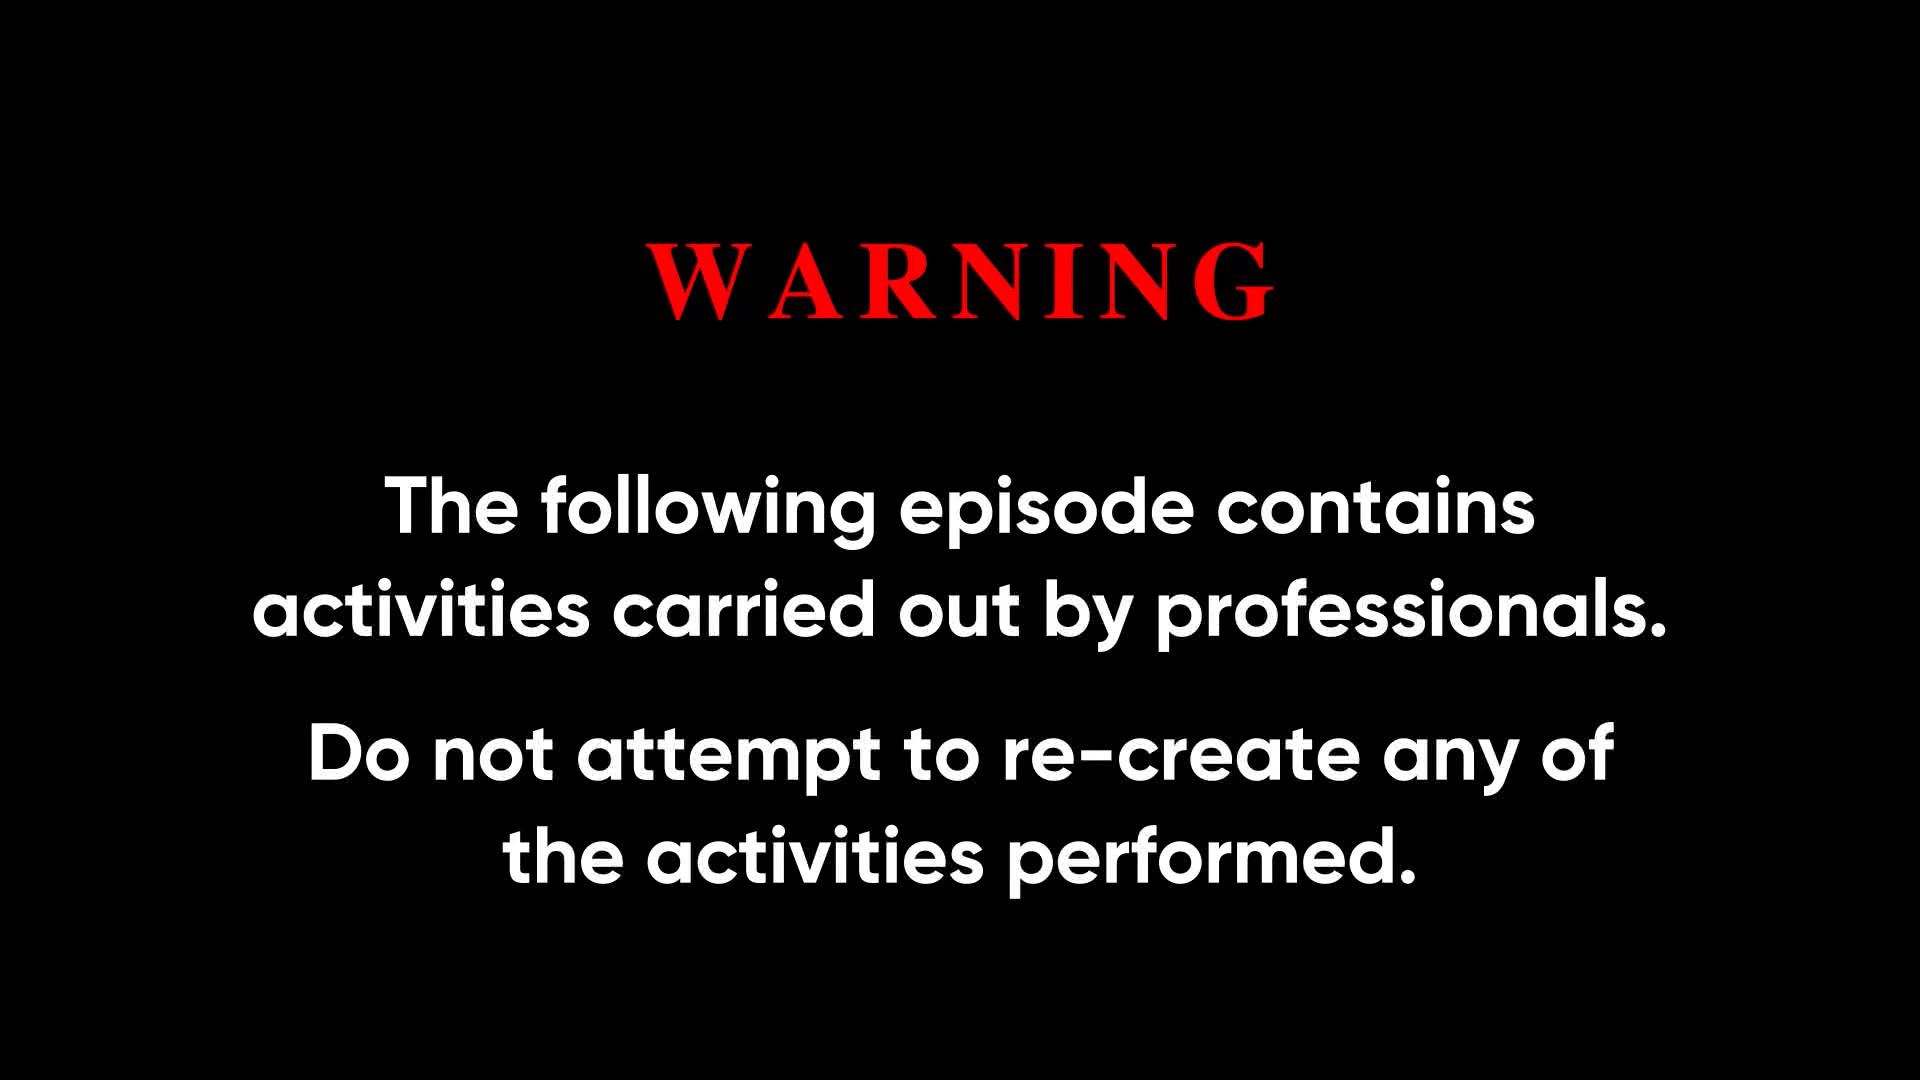 WARNING
The following episode contains
activities carried out by professionals.
Do not attempt to re-create any of
the activities performed.